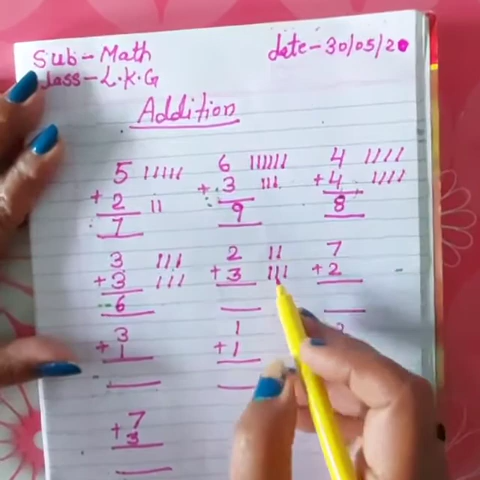 Sub- Math date- 30/05/20
Class- L.K.G
Addition
5 ||||| 6 |||||| 4 ||||
+ 2 || + 3 ||| + 4 ||||
7 9 8
3 ||| 2 || 7
+ 3 ||| + 3 ||| + 2
6
3 1 2
+ 1 + 1
7
+ 3